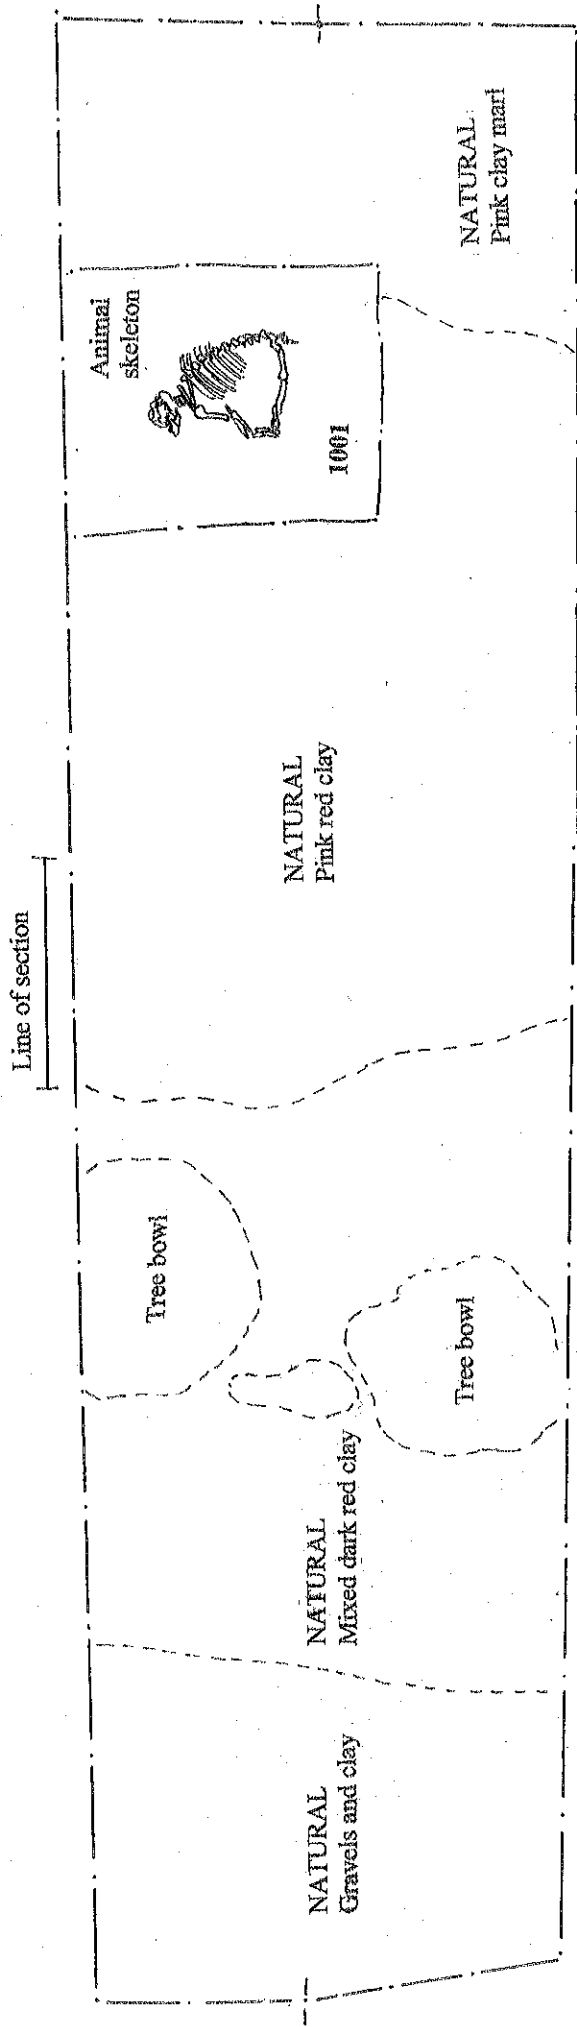 Line of section
Animal
skeleton
1001
NATURAL
Pink clay marl
NATURAL
Pink red clay
Tree bowl
Tree bowl
NATURAL
Mixed dark red clay
NATURAL
Gravels and clay